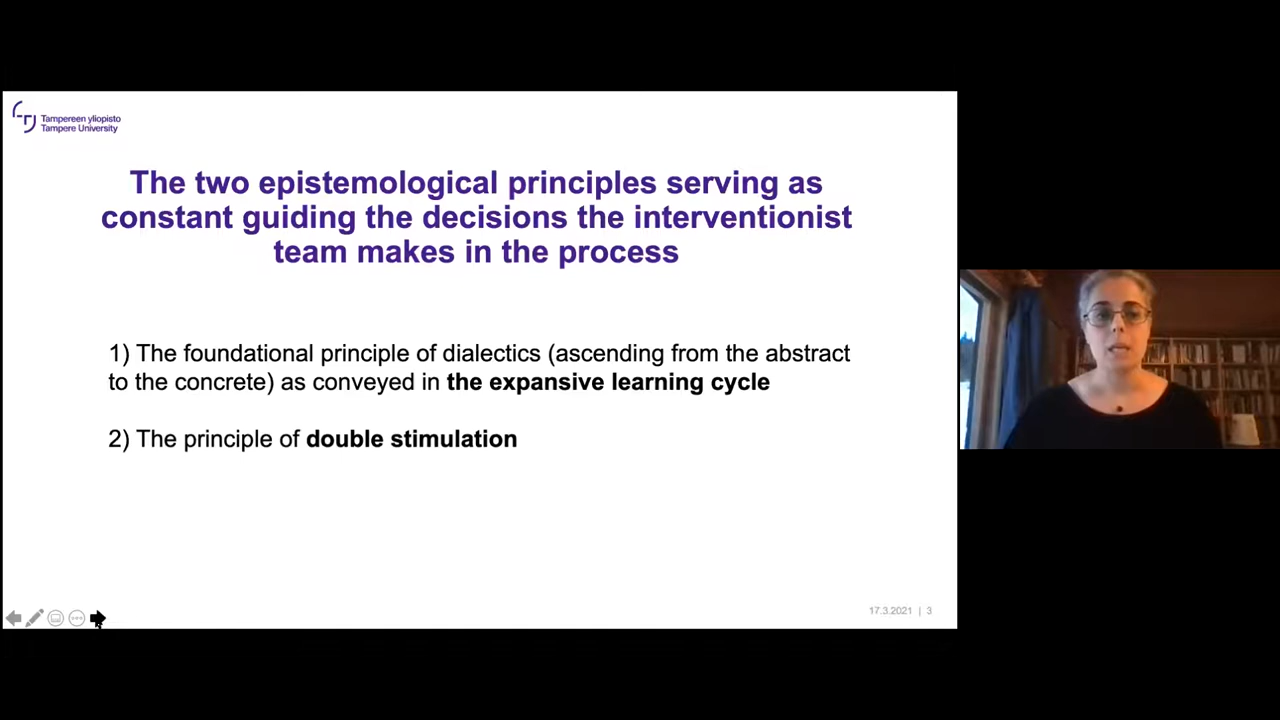 Tampereen yliopisto
Tampere University
The two epistemological principles serving as
constant guiding the decisions the interventionist
team makes in the process
1) The foundational principle of dialectics (ascending from the abstract
to the concrete) as conveyed in the expansive learning cycle
2) The principle of double stimulation
17.3.2021 | 3